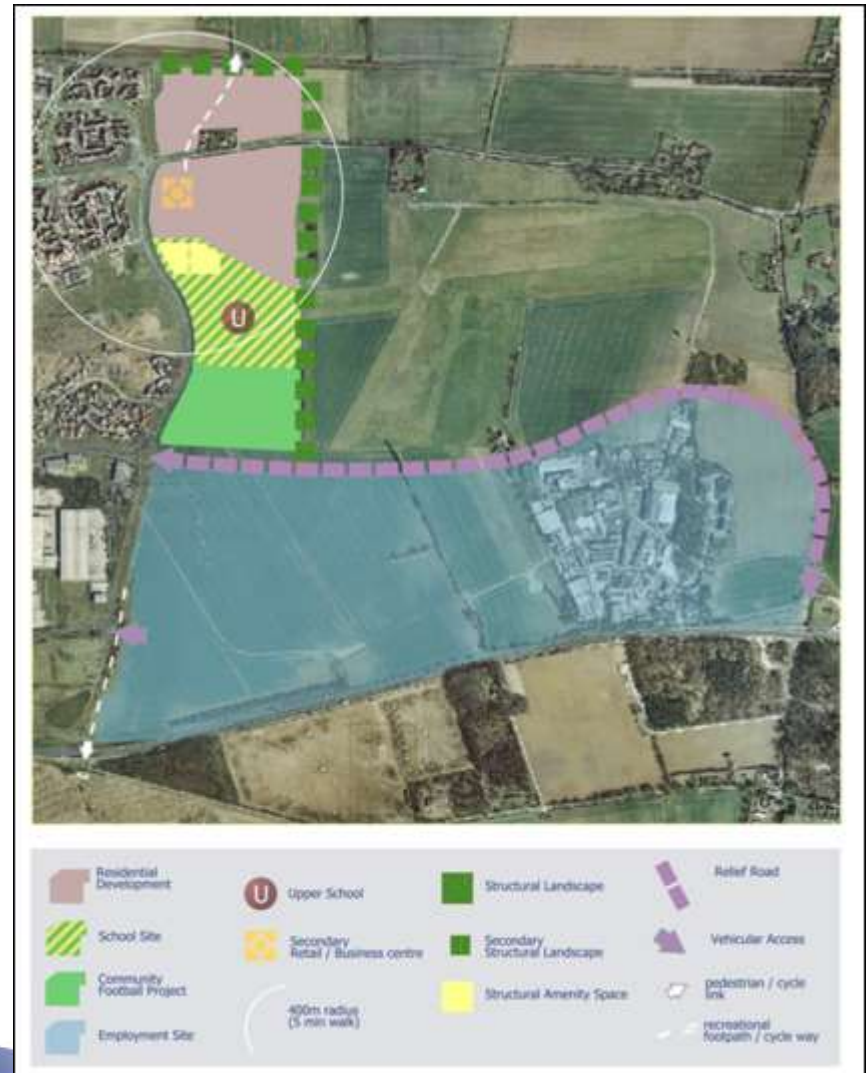 U
Residential
Development
School Site
Community
Football Project
Employment Site
U
Upper School
Secondary
Retail / Business centre
400m radius
(5 min walk)
Structural Landscape
Secondary
Structural Landscape
Structural Amenity Space
Relief Road
Vehicular Access
pedestrian / cycle
link
recreational
footpath / cycle way